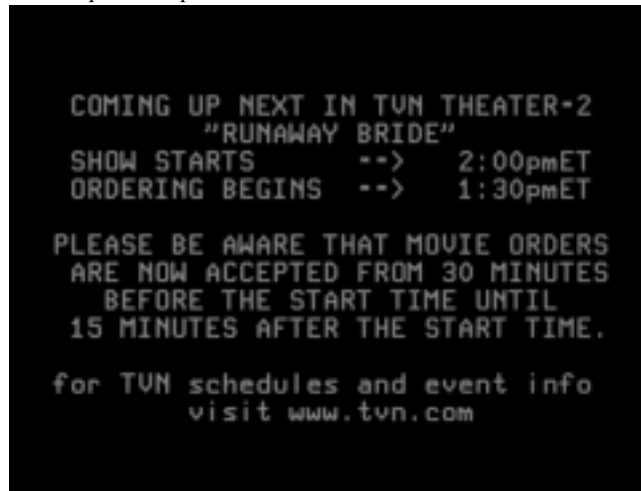 COMING UP NEXT IN TVN THEATER-2
"RUNAWAY BRIDE"
SHOW STARTS --> 2:00pmET
ORDERING BEGINS --> 1:30pmET
PLEASE BE AWARE THAT MOVIE ORDERS
ARE NOW ACCEPTED FROM 30 MINUTES
BEFORE THE START TIME UNTIL
15 MINUTES AFTER THE START TIME.
for TVN schedules and event info
visit www.tvn.com